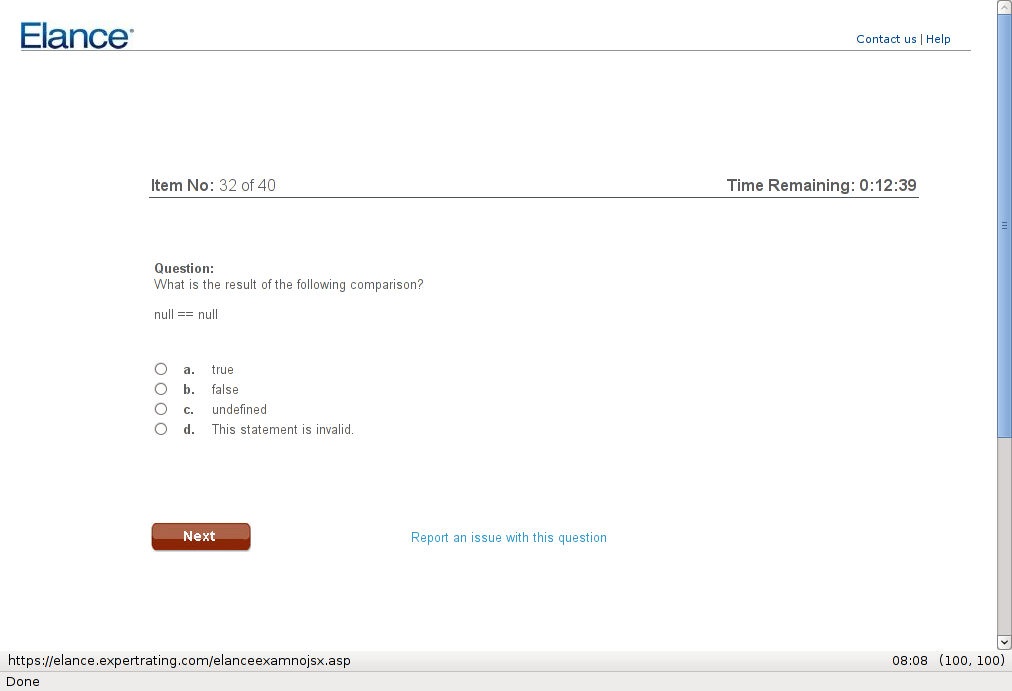 Elance®
Contact us | Help
Item No: 32 of 40
Time Remaining: 0:12:39
Question:
What is the result of the following comparison?
null == null
a. true
b. false
c. undefined
d. This statement is invalid.
Next
Report an issue with this question
https://elance.expertrating.com/elanceexamnojsx.asp
08:08 (100, 100)
Done